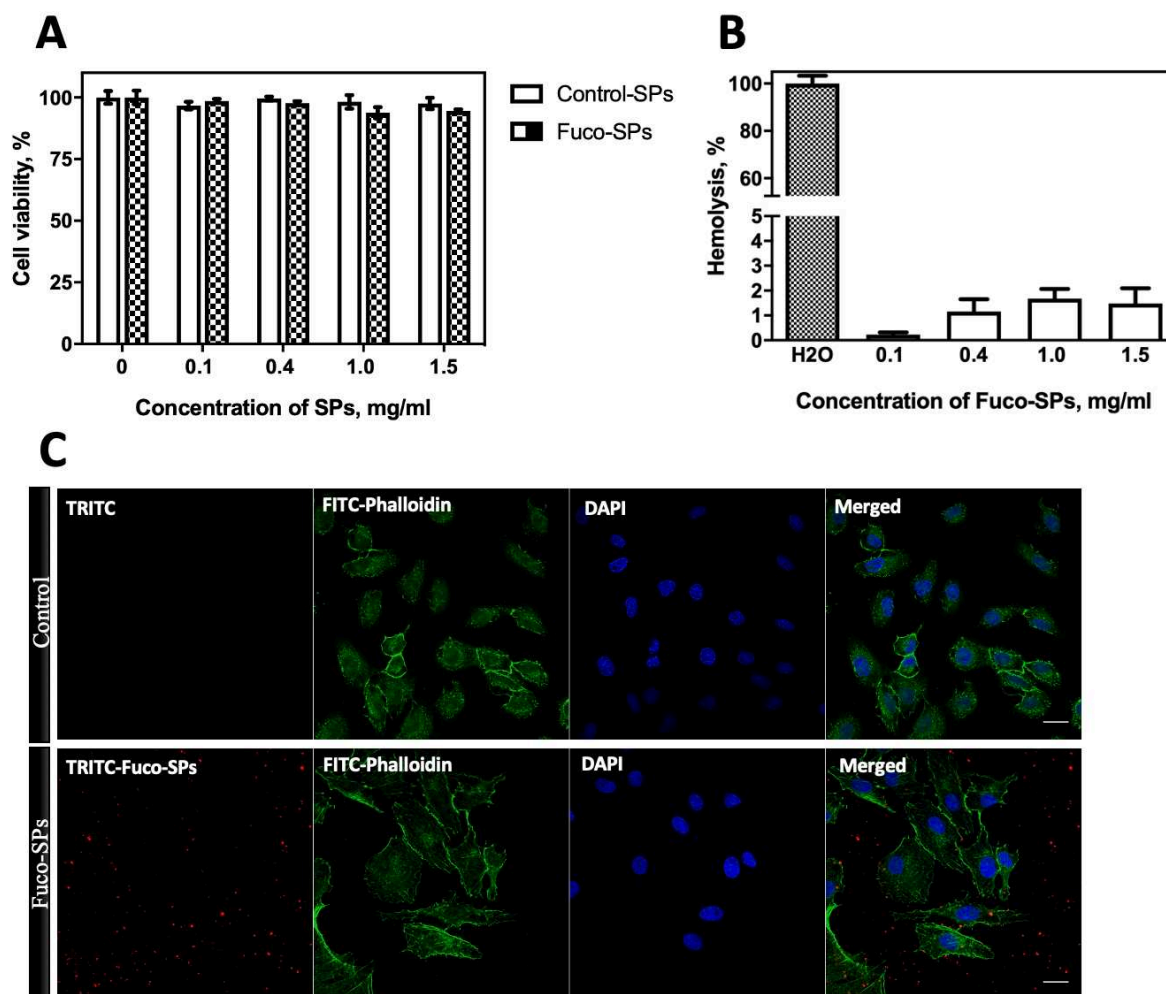 A
Cell viability, %
100
75
50
25
0
0 0.1 0.4 1.0 1.5
Concentration of SPs, mg/ml
Control-SPs
Fuco-SPs
B
Hemolysis, %
100
80
60
5
4
3
2
1
0
H2O 0.1 0.4 1.0 1.5
Concentration of Fuco-SPs, mg/ml
C
Control
TRITC FITC-Phalloidin DAPI Merged
Fuco-SPs
TRITC-Fuco-SPs FITC-Phalloidin DAPI Merged